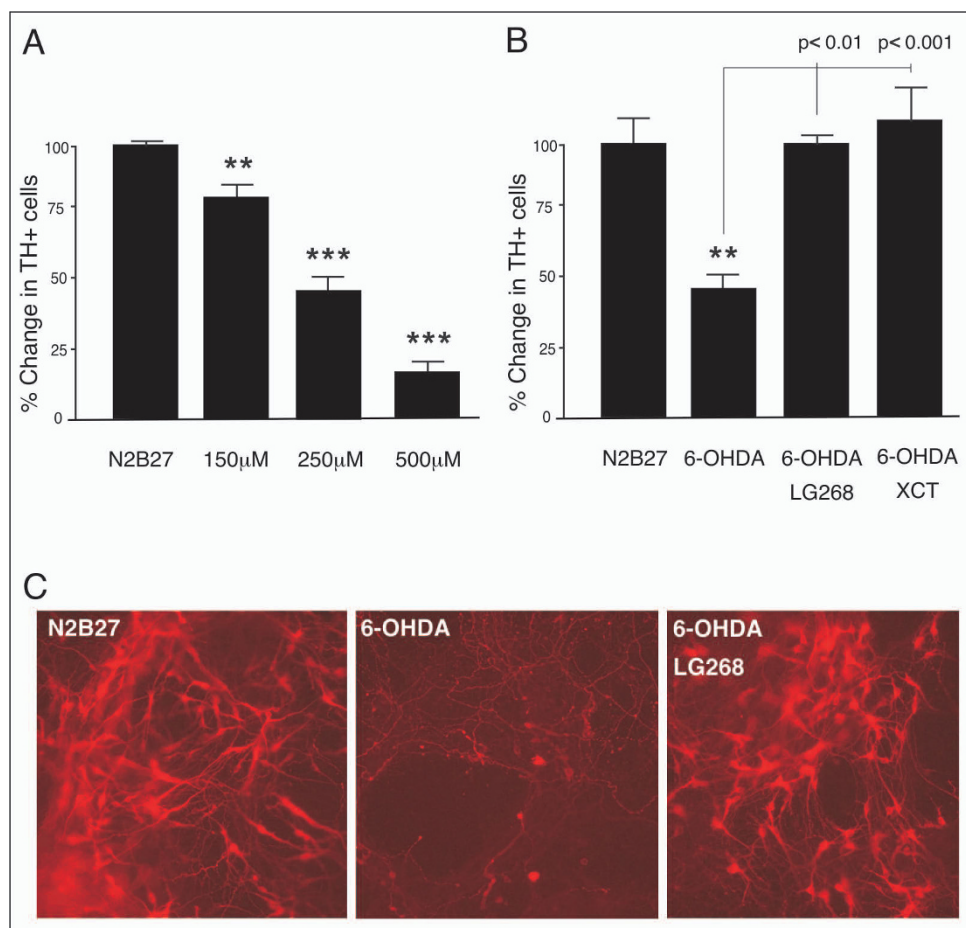 A
% Change in TH+ cells
100
75
50
25
0
**
***
***
N2B27 150μM 250μM 500μM
B
p< 0.01 p< 0.001
% Change in TH+ cells
100
75
50
25
0
**
N2B27 6-OHDA 6-OHDA 6-OHDA
LG268 XCT
C
N2B27
6-OHDA
6-OHDA
LG268